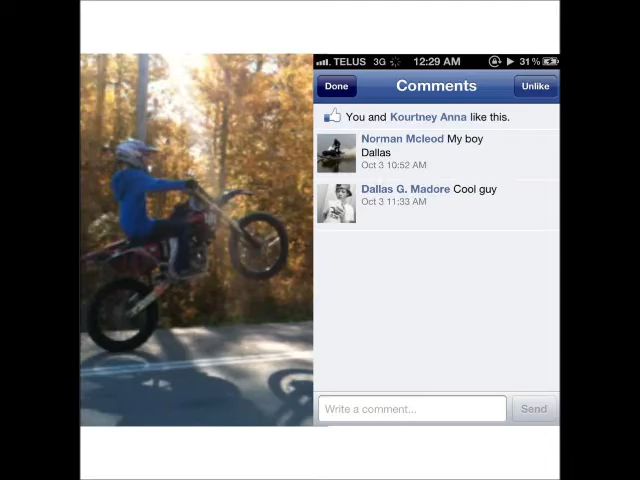 TELUS 3G 12:29 AM 31%
Done Comments Unlike
You and Kourtney Anna like this.
Norman Mcleod My boy
Dallas
Oct 3 10:52 AM
Dallas G. Madore Cool guy
Oct 3 11:33 AM
Write a comment... Send